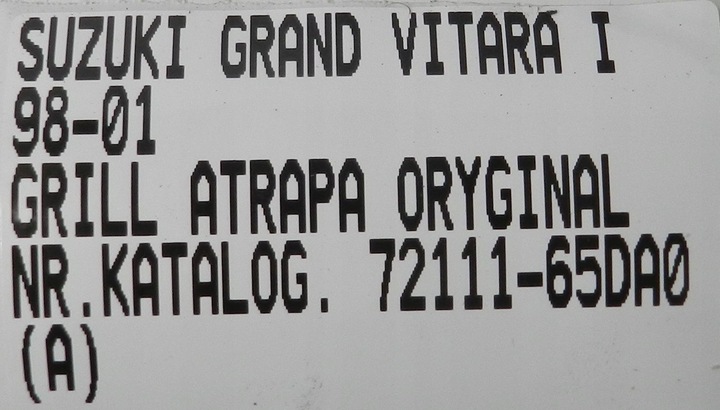 SUZUKI GRAND VITARA I
98-01
GRILL ATRAPA ORYGINAL
NR.KATALOG. 72111-65DA0
(A)